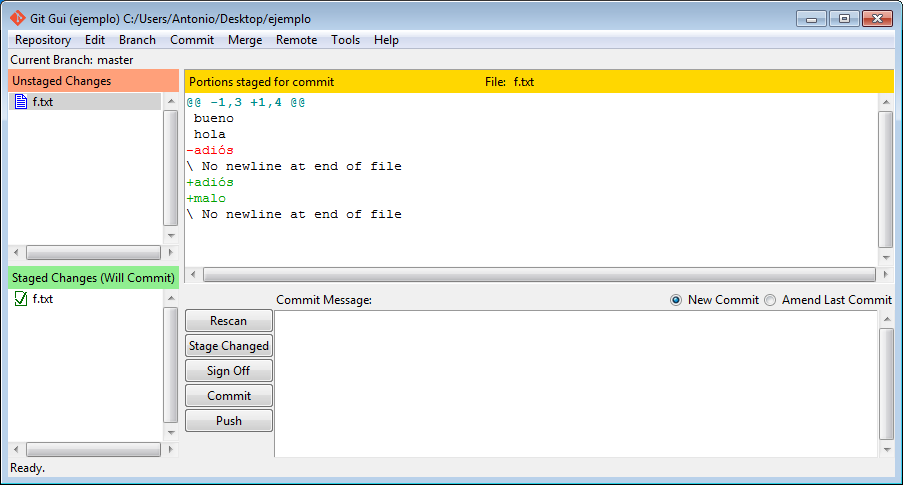 Git Gui (ejemplo) C:/Users/Antonio/Desktop/ejemplo
Repository Edit Branch Commit Merge Remote Tools Help
Current Branch: master
Unstaged Changes
f.txt
Portions staged for commit File: f.txt
@@ -1,3 +1,4 @@
 bueno
 hola
-adiós
\ No newline at end of file
+adiós
+malo
\ No newline at end of file
Staged Changes (Will Commit)
f.txt
Commit Message: New Commit Amend Last Commit
Rescan
Stage Changed
Sign Off
Commit
Push
Ready.